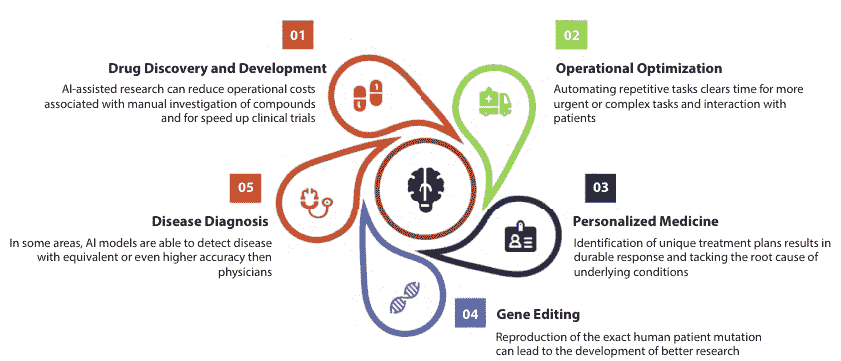 01
Drug Discovery and Development
AI-assisted research can reduce operational costs
associated with manual investigation of compounds
and for speed up clinical trials
02
Operational Optimization
Automating repetitive tasks clears time for more
urgent or complex tasks and interaction with
patients
03
Personalized Medicine
Identification of unique treatment plans results in
durable response and tacking the root cause of
underlying conditions
04
Gene Editing
Reproduction of the exact human patient mutation
can lead to the development of better research
05
Disease Diagnosis
In some areas, AI models are able to detect disease
with equivalent or even higher accuracy then
physicians